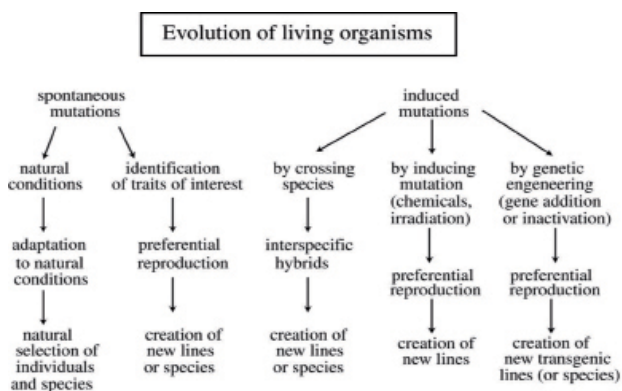 Evolution of living organisms
spontaneous
mutations
induced
mutations
natural
conditions
identification
of traits of interest
by crossing
species
by inducing
mutation
(chemicals,
irradiation)
by genetic
engeneering
(gene addition
or inactivation)
adaptation
to natural
conditions
preferential
reproduction
interspecific
hybrids
preferential
reproduction
preferential
reproduction
natural
selection of
individuals
and species
creation of
new lines
or species
creation of
new lines
or species
creation of
new lines
creation of
new transgenic
lines (or species)